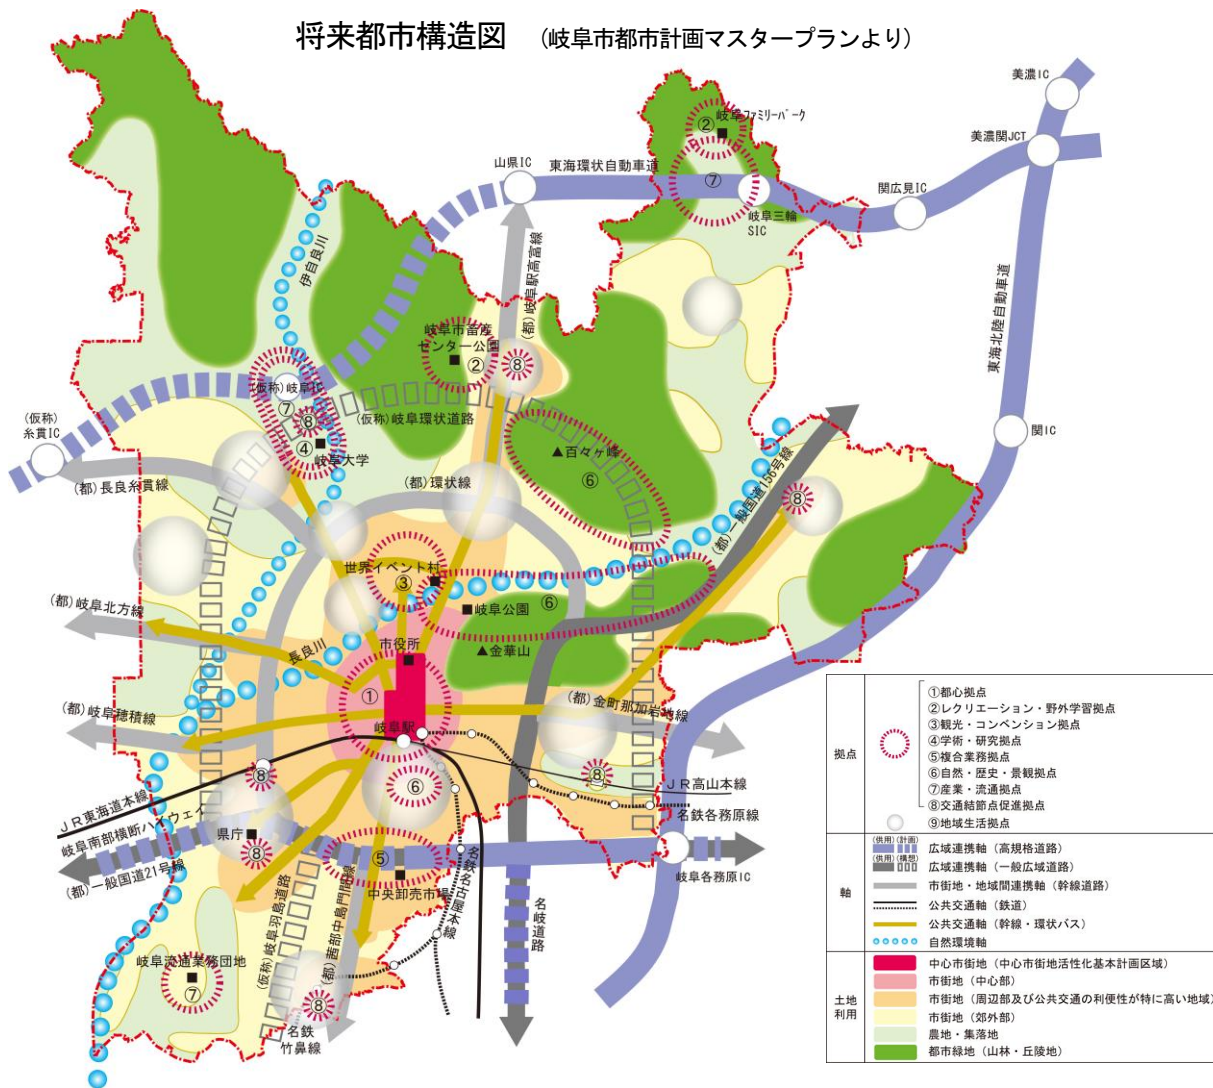 将来都市構造図 (岐阜市都市計画マスタープランより)
美濃IC
岐阜ファミリーパーク
②
美濃関JCT
山県IC
東海環状自動車道
⑦
関広見IC
岐阜三輪
SIC
伊自良川
(都)岐阜駅高富線
東海北陸自動車道
岐阜市畜産
センター公園
②
⑧
(仮称)岐阜IC
⑦
⑧
(仮称)岐阜環状道路
(仮称)
糸貫IC
④
岐阜大学
関IC
▲百々ヶ峰
⑥
(都)長良糸貫線
(都)環状線
(都)一般国道156号線
⑧
世界イベント村
③
⑥
岐阜公園
(都)岐阜北方線
長良川
市役所
▲金華山
①
(都)岐阜穂積線
(都)金町那加岩地線
岐阜駅
⑧
⑥
⑧
JR高山本線
名鉄各務原線
JR東海道本線
岐阜南部横断ハイウェイ
県庁
⑧
(都)一般国道21号線
⑤
中央卸売市場
岐阜各務原IC
名鉄名古屋本線
名岐道路
(仮称)岐阜羽島道路
(都)茜部中島門間線
岐阜流通業務団地
⑦
⑧
名鉄
竹鼻線
拠点
①都心拠点
②レクリエーション・野外学習拠点
③観光・コンベンション拠点
④学術・研究拠点
⑤複合業務拠点
⑥自然・歴史・景観拠点
⑦産業・流通拠点
⑧交通結節点促進拠点
⑨地域生活拠点
軸
(供用)(計画)
広域連携軸(高規格道路)
(供用)(構想)
広域連携軸(一般広域道路)
市街地・地域間連携軸(幹線道路)
公共交通軸(鉄道)
公共交通軸(幹線・環状バス)
自然環境軸
土地
利用
中心市街地(中心市街地活性化基本計画区域)
市街地(中心部)
市街地(周辺部及び公共交通の利便性が特に高い地域)
市街地(郊外部)
農地・集落地
都市緑地(山林・丘陵地)